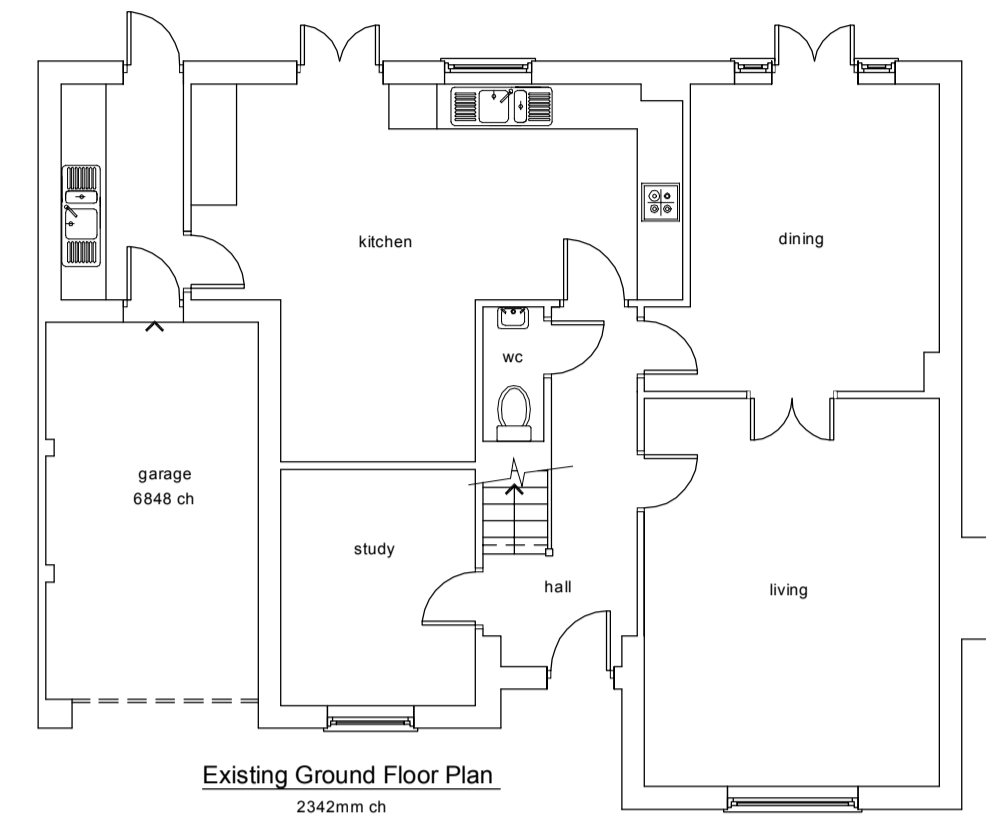 kitchen
dining
wc
garage
6848 ch
study
hall
living
Existing Ground Floor Plan
2342mm ch